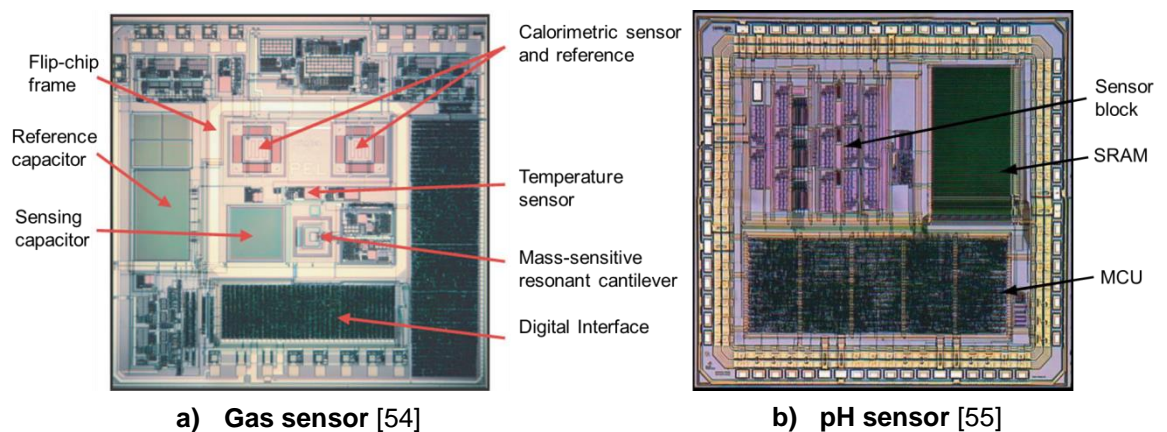 Flip-chip
frame
Reference
capacitor
Sensing
capacitor
Calorimetric sensor
and reference
Temperature
sensor
Mass-sensitive
resonant cantilever
Digital Interface
a) Gas sensor [54]
Sensor
block
SRAM
MCU
b) pH sensor [55]